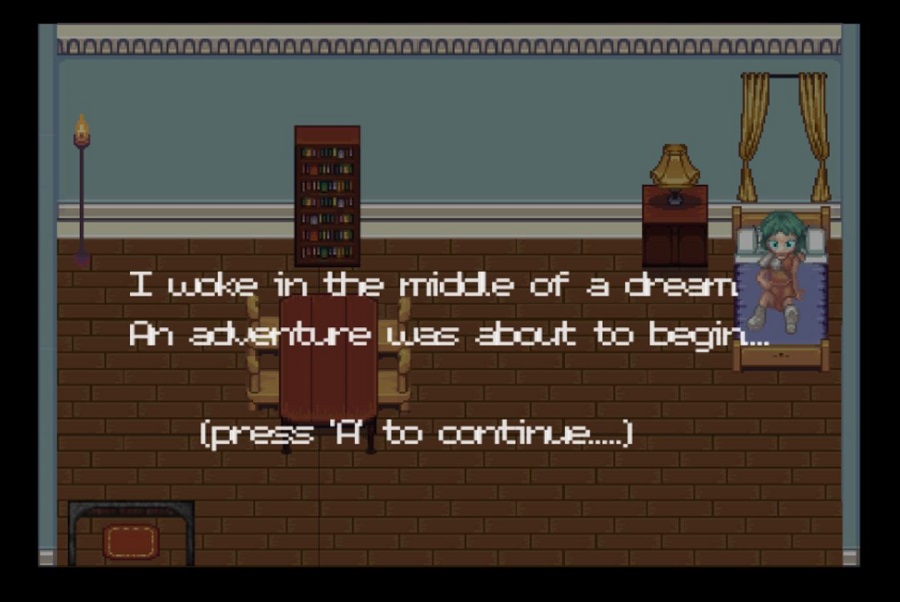 I woke in the middle of a dream.
An adventure was about to begin...
(press 'A' to continue.....)